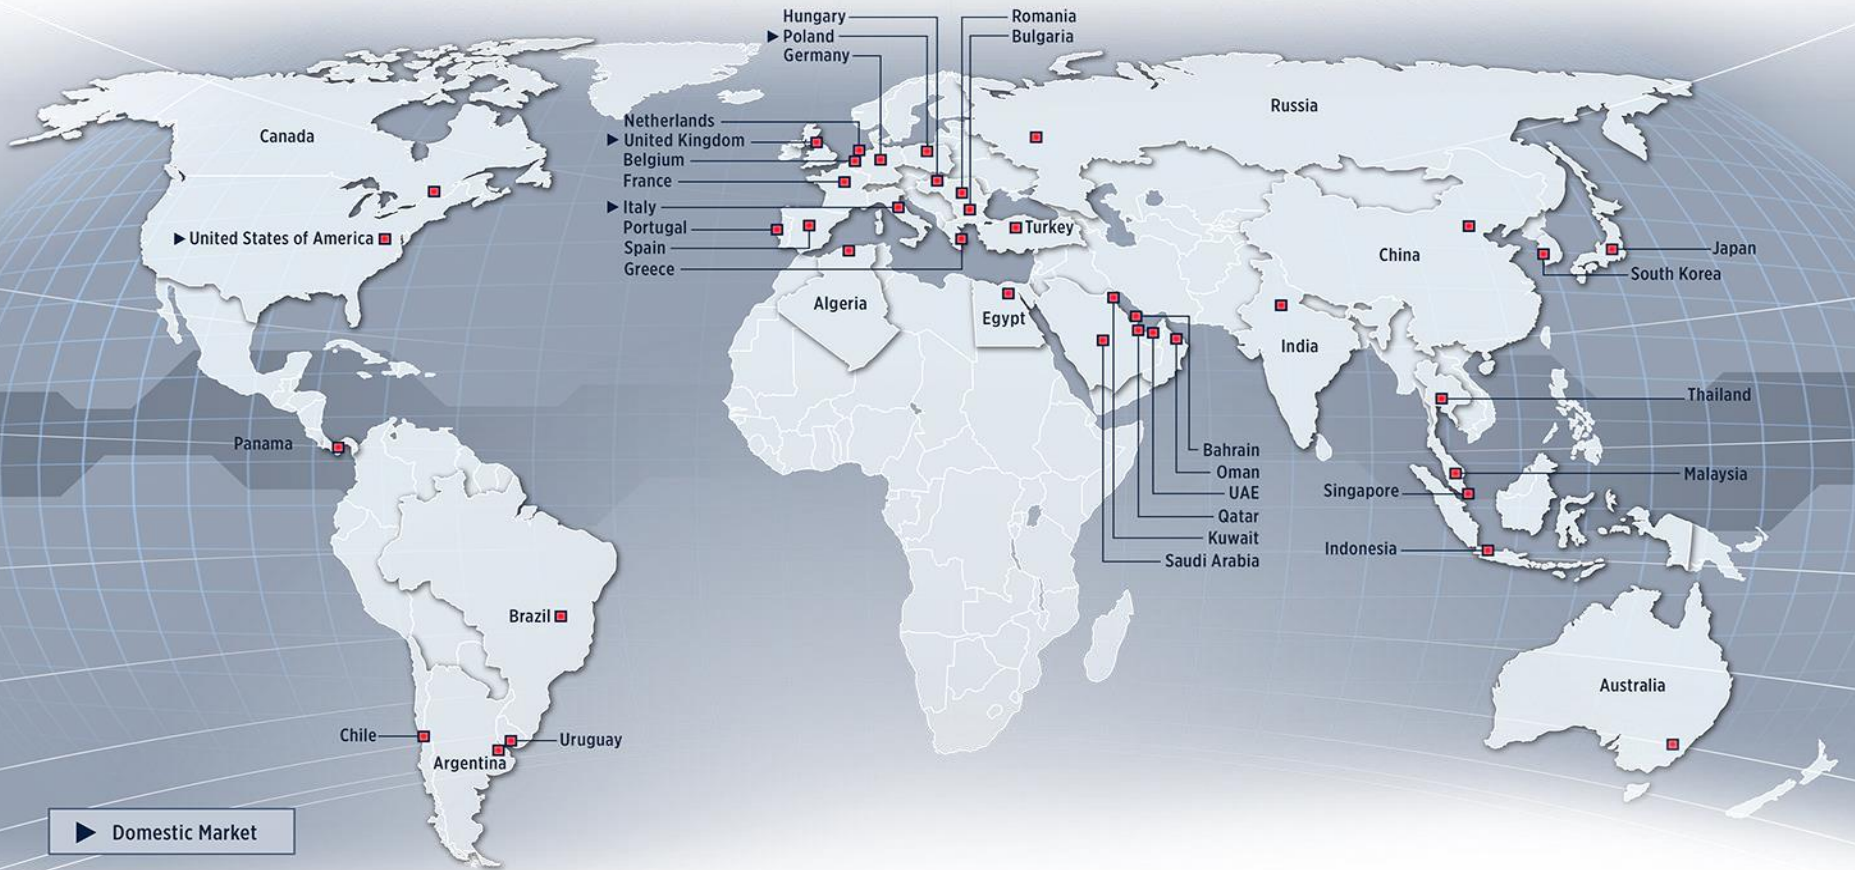 Hungary
Poland
Germany
Romania
Bulgaria
Netherlands
United Kingdom
Belgium
France
Italy
Portugal
Spain
Greece
Canada
United States of America
Russia
Turkey
China
Japan
South Korea
Algeria
Egypt
India
Thailand
Panama
Bahrain
Oman
UAE
Qatar
Kuwait
Saudi Arabia
Malaysia
Singapore
Indonesia
Brazil
Australia
Chile
Uruguay
Argentina
Domestic Market